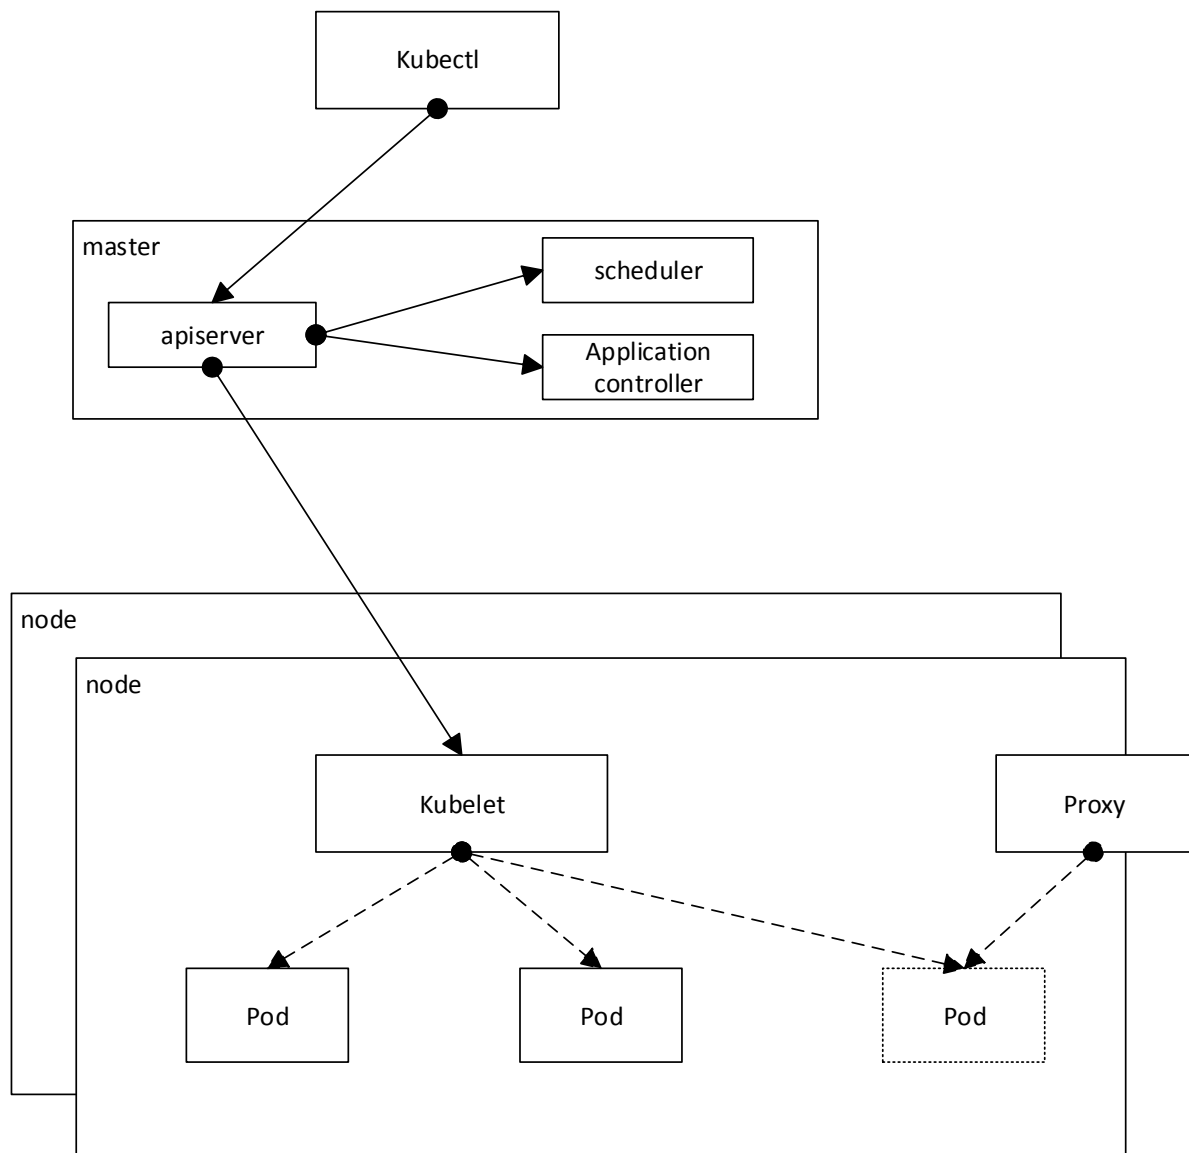 Kubectl
master
scheduler
apiserver
Application
controller
node
node
Kubelet
Proxy
Pod
Pod
Pod